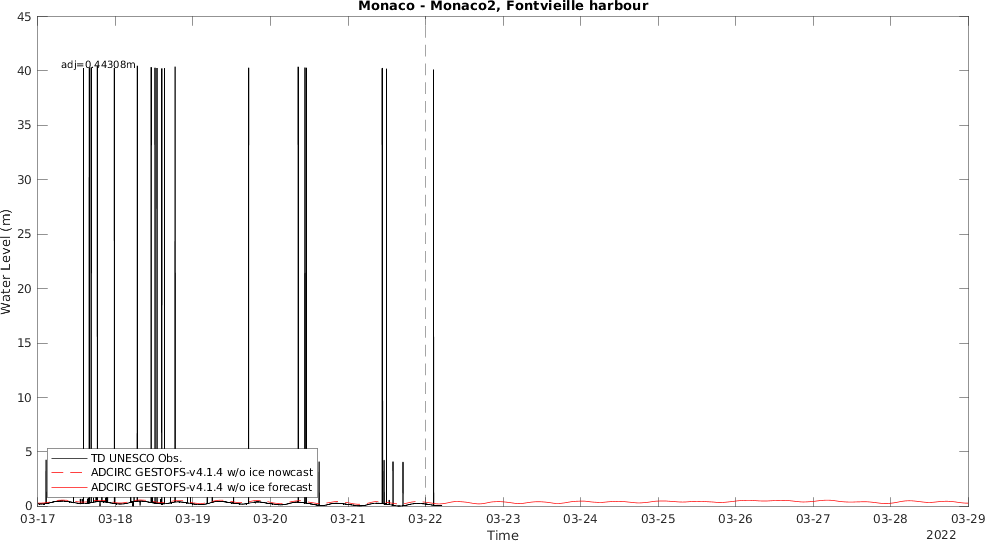 Monaco - Monaco2, Fontvieille harbour
45
40
35
30
25
20
15
10
5
0
Water Level (m)
adj=0.44308m
TD UNESCO Obs.
ADCIRC GESTOFS-v4.1.4 w/o ice nowcast
ADCIRC GESTOFS-v4.1.4 w/o ice forecast
03-17 03-18 03-19 03-20 03-21 03-22 03-23 03-24 03-25 03-26 03-27 03-28 03-29
Time
2022